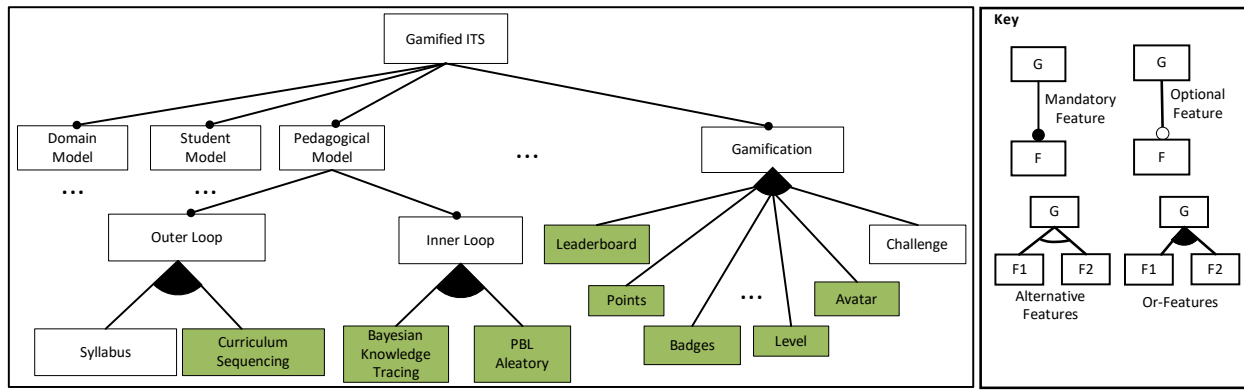 Gamified ITS
Domain
Model
Student
Model
Pedagogical
Model
...
Gamification
...
...
Outer Loop
Inner Loop
Leaderboard
Challenge
Points
...
Avatar
Badges
Level
Syllabus
Curriculum
Sequencing
Bayesian
Knowledge
Tracing
PBL
Aleatory
Key
G
Mandatory
Feature
F
G
Optional
Feature
F
G
F1
F2
Alternative
Features
G
F1
F2
Or-Features